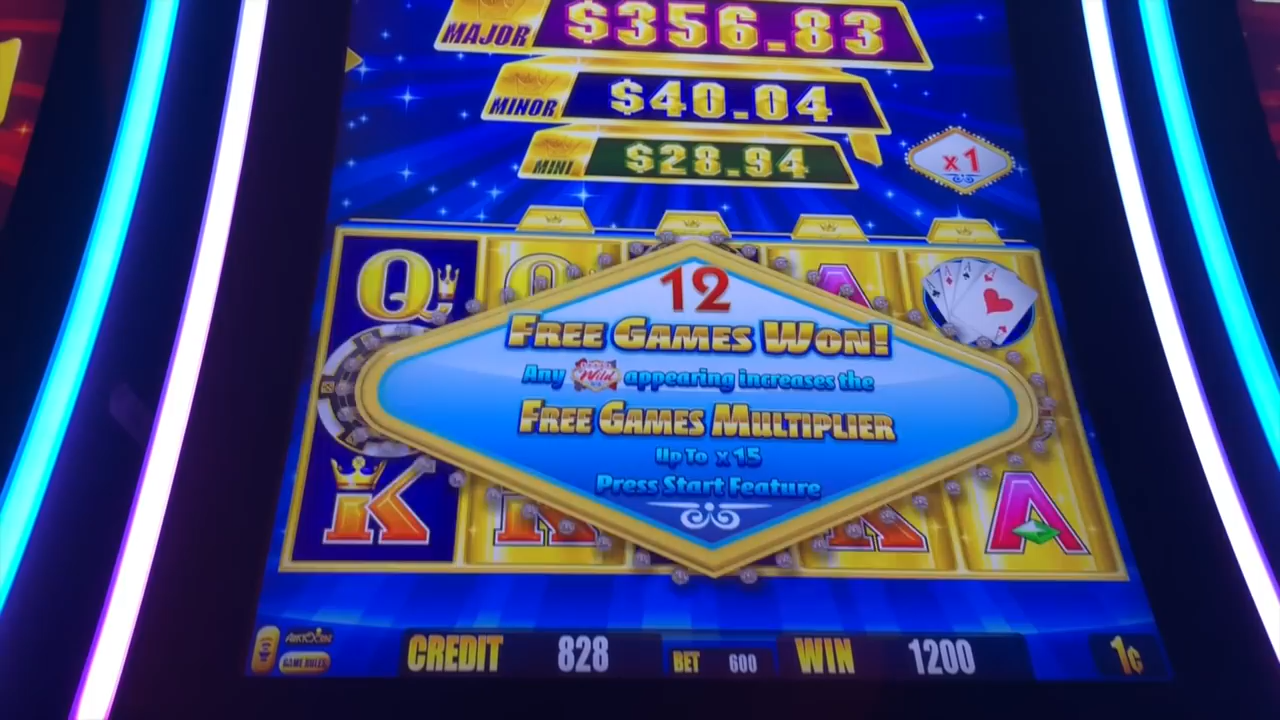 MAJOR $356.83
MINOR $40.04
MINI $28.94
x1
Q
Q
A
12
FREE GAMES WON!
Any Wild appearing increases the
FREE GAMES MULTIPLIER
Up To x15
Press Start Feature
K
K
K
A
ARISTOCRAT
GAME RULES
CREDIT 828
BET 600
WIN 1200
1¢